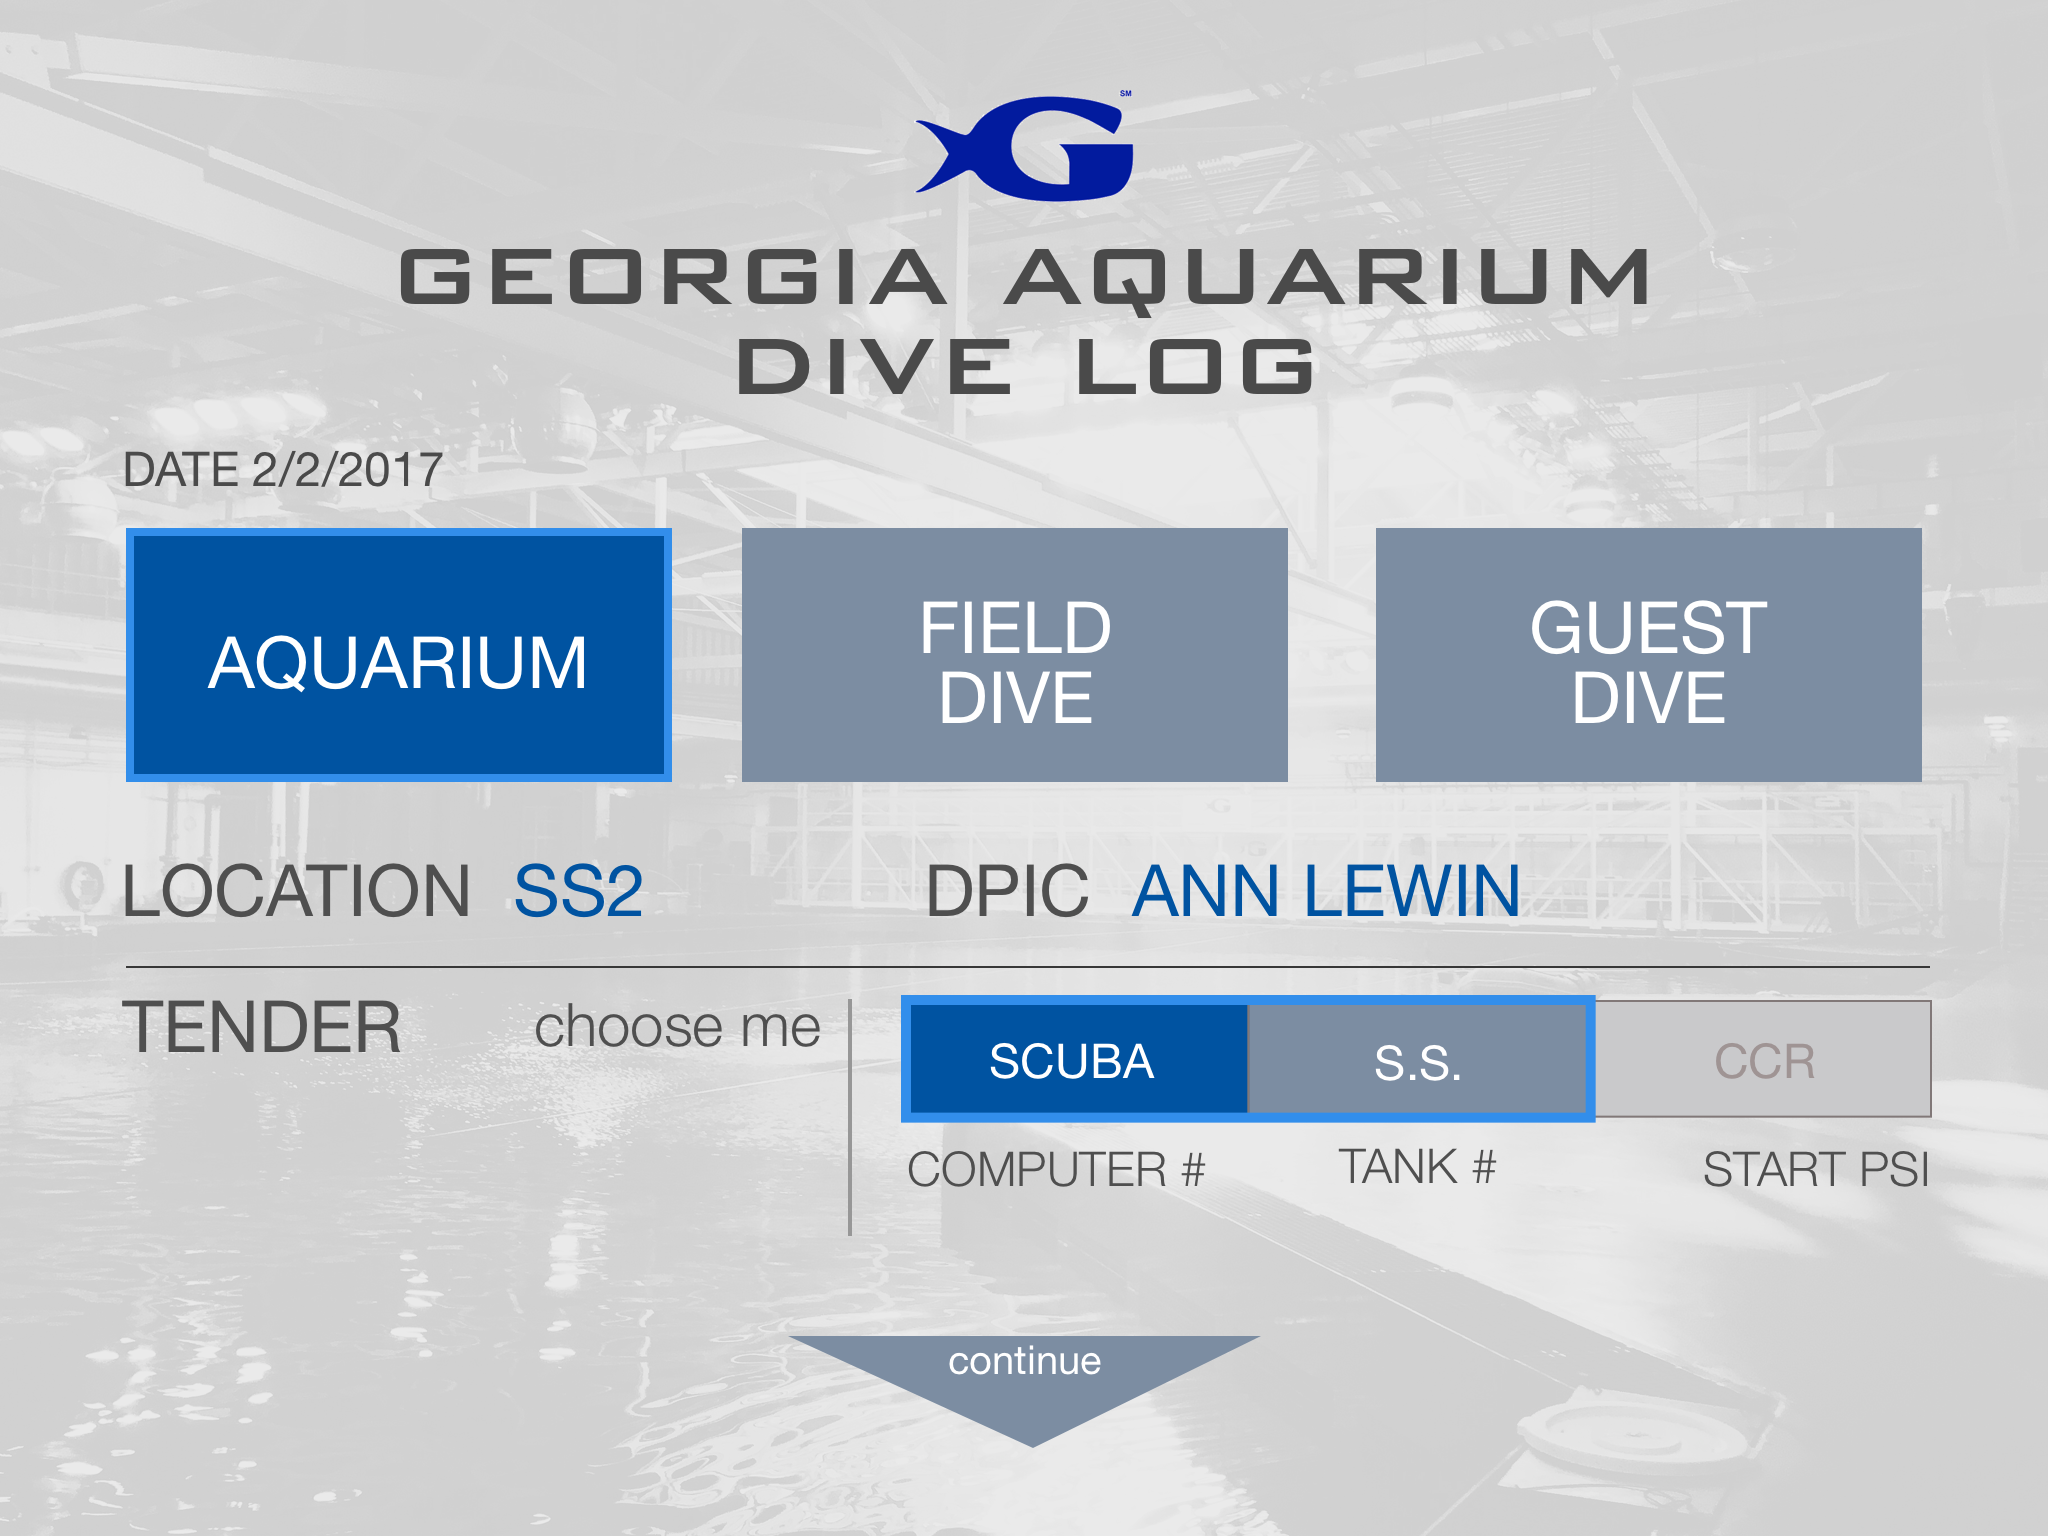 G SM
GEORGIA AQUARIUM
DIVE LOG
DATE 2/2/2017
AQUARIUM
FIELD
DIVE
GUEST
DIVE
LOCATION SS2
DPIC ANN LEWIN
TENDER choose me
SCUBA S.S. CCR
COMPUTER # TANK # START PSI
continue